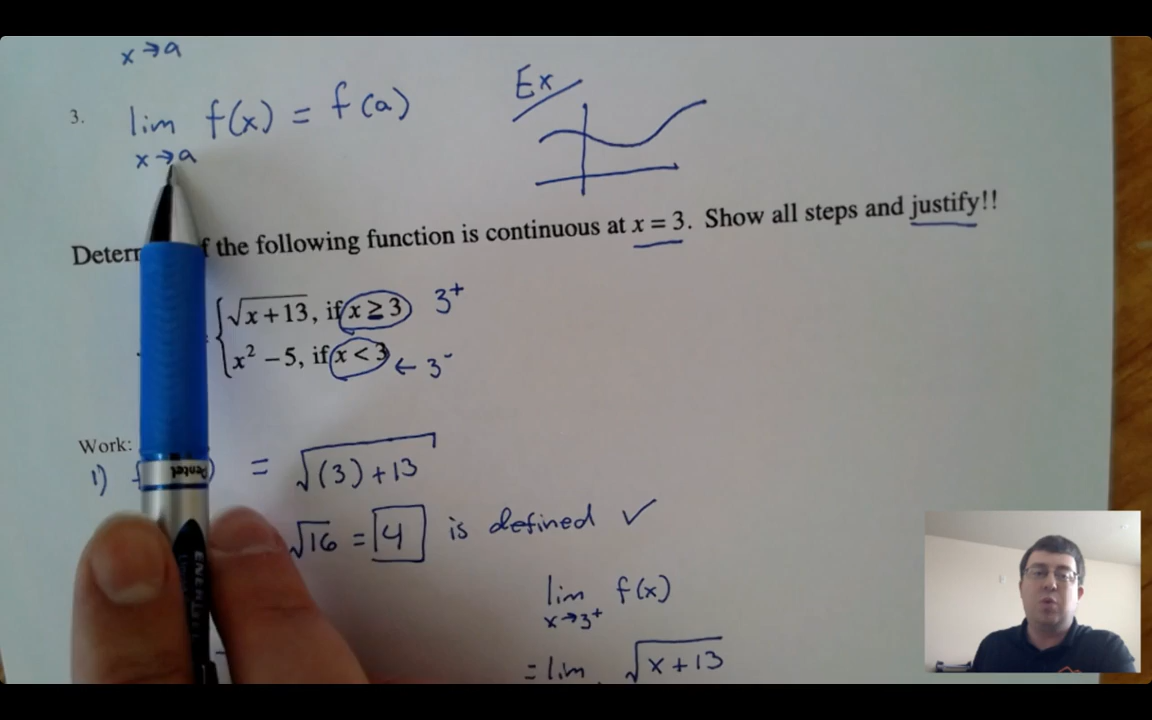 x→a
3. lim f(x) = f(a)
x→a
Ex
the following function is continuous at x = 3. Show all steps and justify!!
√x+13, if x ≥ 3 3⁺
x² − 5, if x < 3 ← 3⁻
Work:
1) = √(3)+13
√16 = 4 is defined ✓
lim f(x)
x→3⁺
= lim √x+13
Pentel
ENERGEL